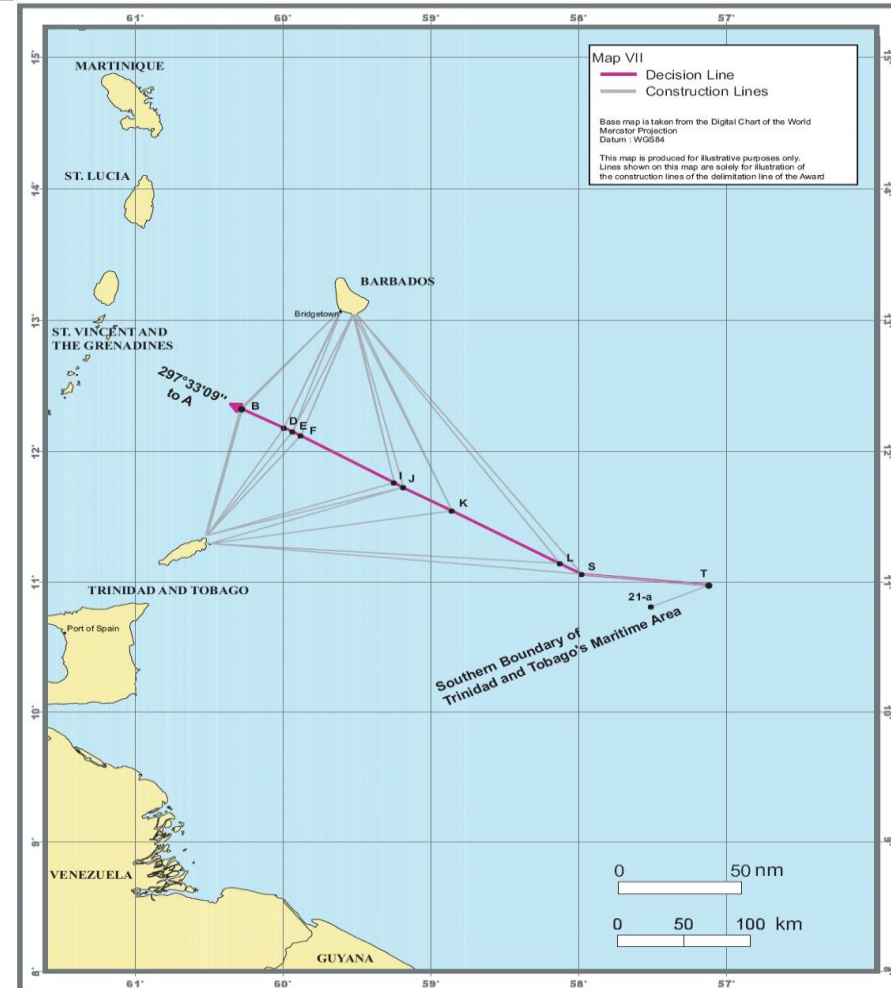 61° 60° 59° 58° 57°
Map VII
Decision Line
Construction Lines
Base map is taken from the Digital Chart of the World
Mercator Projection
Datum : WGS84
This map is produced for illustrative purposes only.
Lines shown on this map are solely for illustration of
the construction lines of the delimitation line of the Award
15°
MARTINIQUE
ST. LUCIA
14°
BARBADOS
Bridgetown
13°
ST. VINCENT AND
THE GRENADINES
297°33'09"
to A
B
D
E
F
12°
I
J
K
L
S
T
11°
TRINIDAD AND TOBAGO
21-a
Port of Spain
Southern Boundary of
Trinidad and Tobago's Maritime Area
10°
9°
VENEZUELA
0 50 nm
0 50 100 km
GUYANA
8°
61° 60° 59° 58° 57°